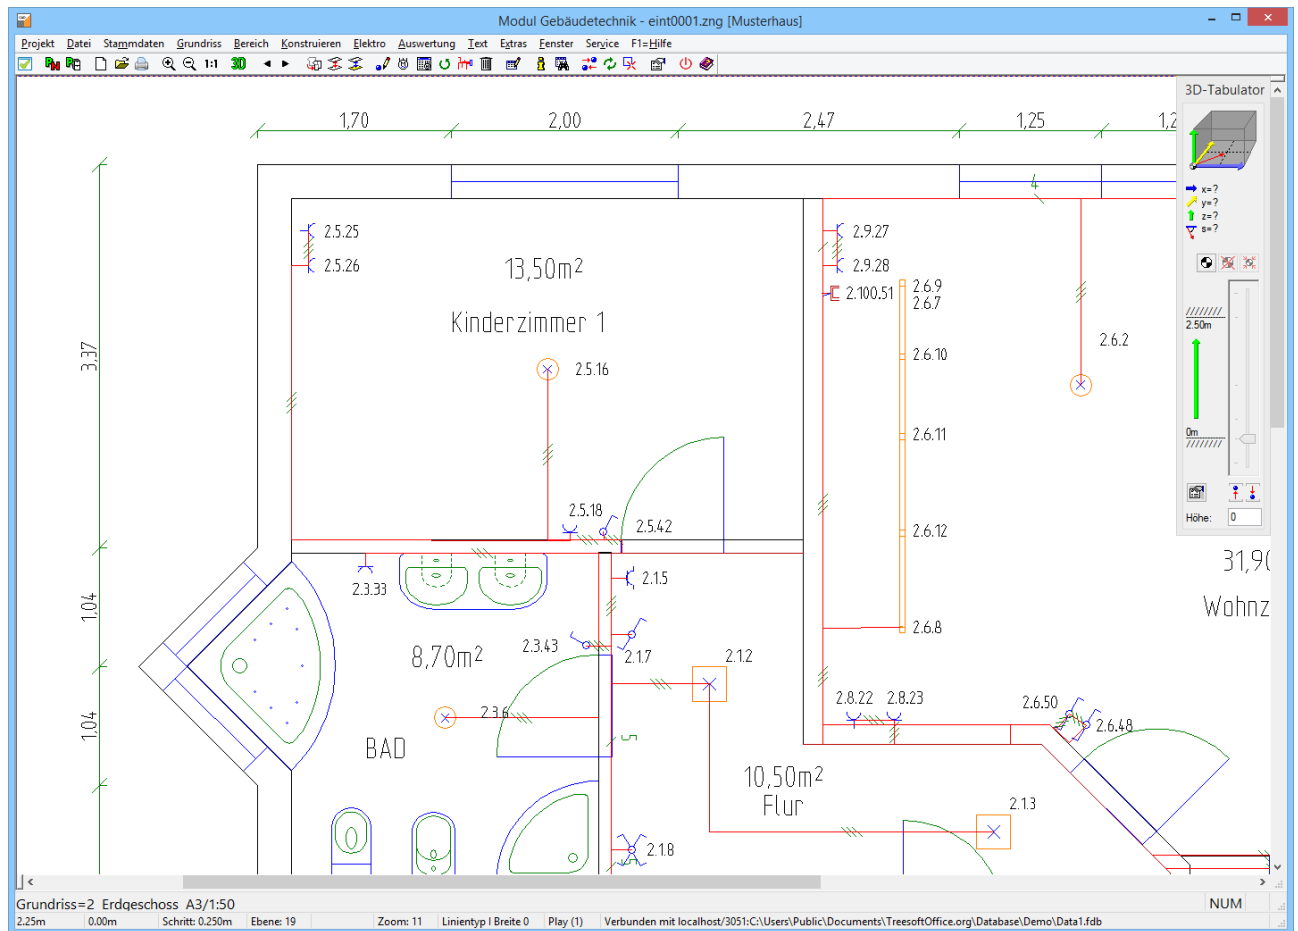 Modul Gebäudetechnik - eint0001.zng [Musterhaus]
Projekt Datei Stammdaten Grundriss Bereich Konstruieren Elektro Auswertung Text Extras Fenster Service F1=Hilfe
1:1 3D
3D-Tabulator
1,70 2,00 2,47 1,25 1,2
4
x=?
y=?
z=?
s=?
2.5.25
2.5.26
13,50m²
Kinderzimmer 1
2.9.27
2.9.28
2.100.51
2.6.9
2.6.7
2.6.10
2.6.2
2.50m
3.37
2.5.16
2.6.11
0m
2.5.18
2.5.42
2.6.12
Höhe: 0
31,90
Wohnz
2.3.33
2.1.5
1,04
2.6.8
8,70m²
2.3.43
2.1.7
2.1.2
2.8.22 2.8.23
2.6.50
2.6.48
2.3.6
1,04
BAD
5
10,50m²
Flur
2.1.3
2.1.8
5
Grundriss=2 Erdgeschoss A3/1:50
NUM
2.25m 0.00m Schritt: 0.250m Ebene: 19 Zoom: 11 Linientyp I Breite 0 Play (1) Verbunden mit localhost/3051:C:\Users\Public\Documents\TreesoftOffice.org\Database\Demo\Data1.fdb